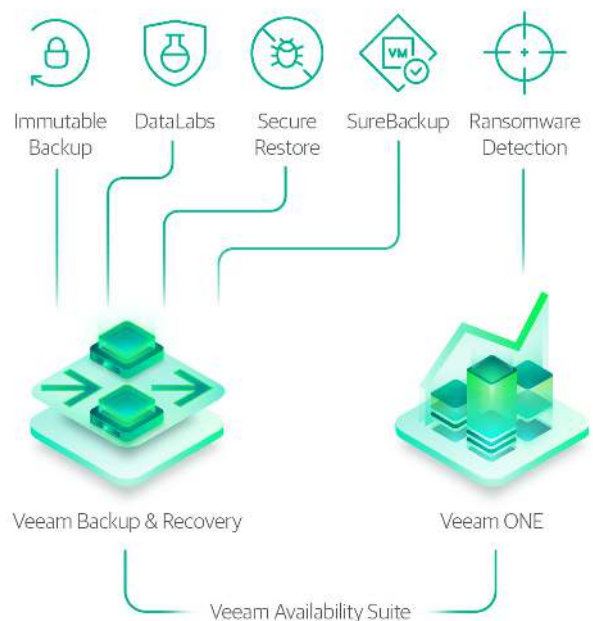 VM
Immutable
Backup
DataLabs
Secure
Restore
SureBackup
Ransomware
Detection
Veeam Backup & Recovery
Veeam ONE
Veeam Availability Suite